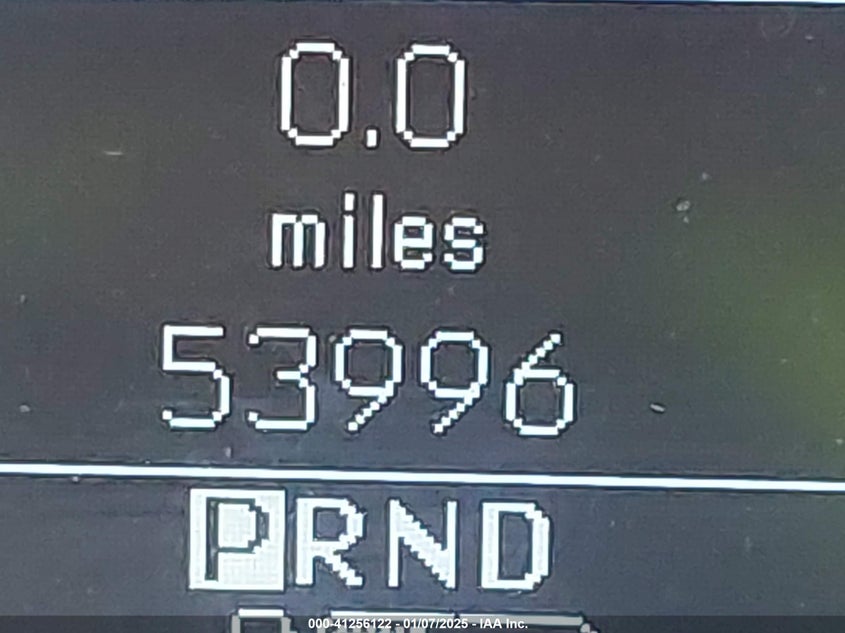 0.0
miles
53996
PRND
000-41256122 - 01/07/2025 - IAA Inc.